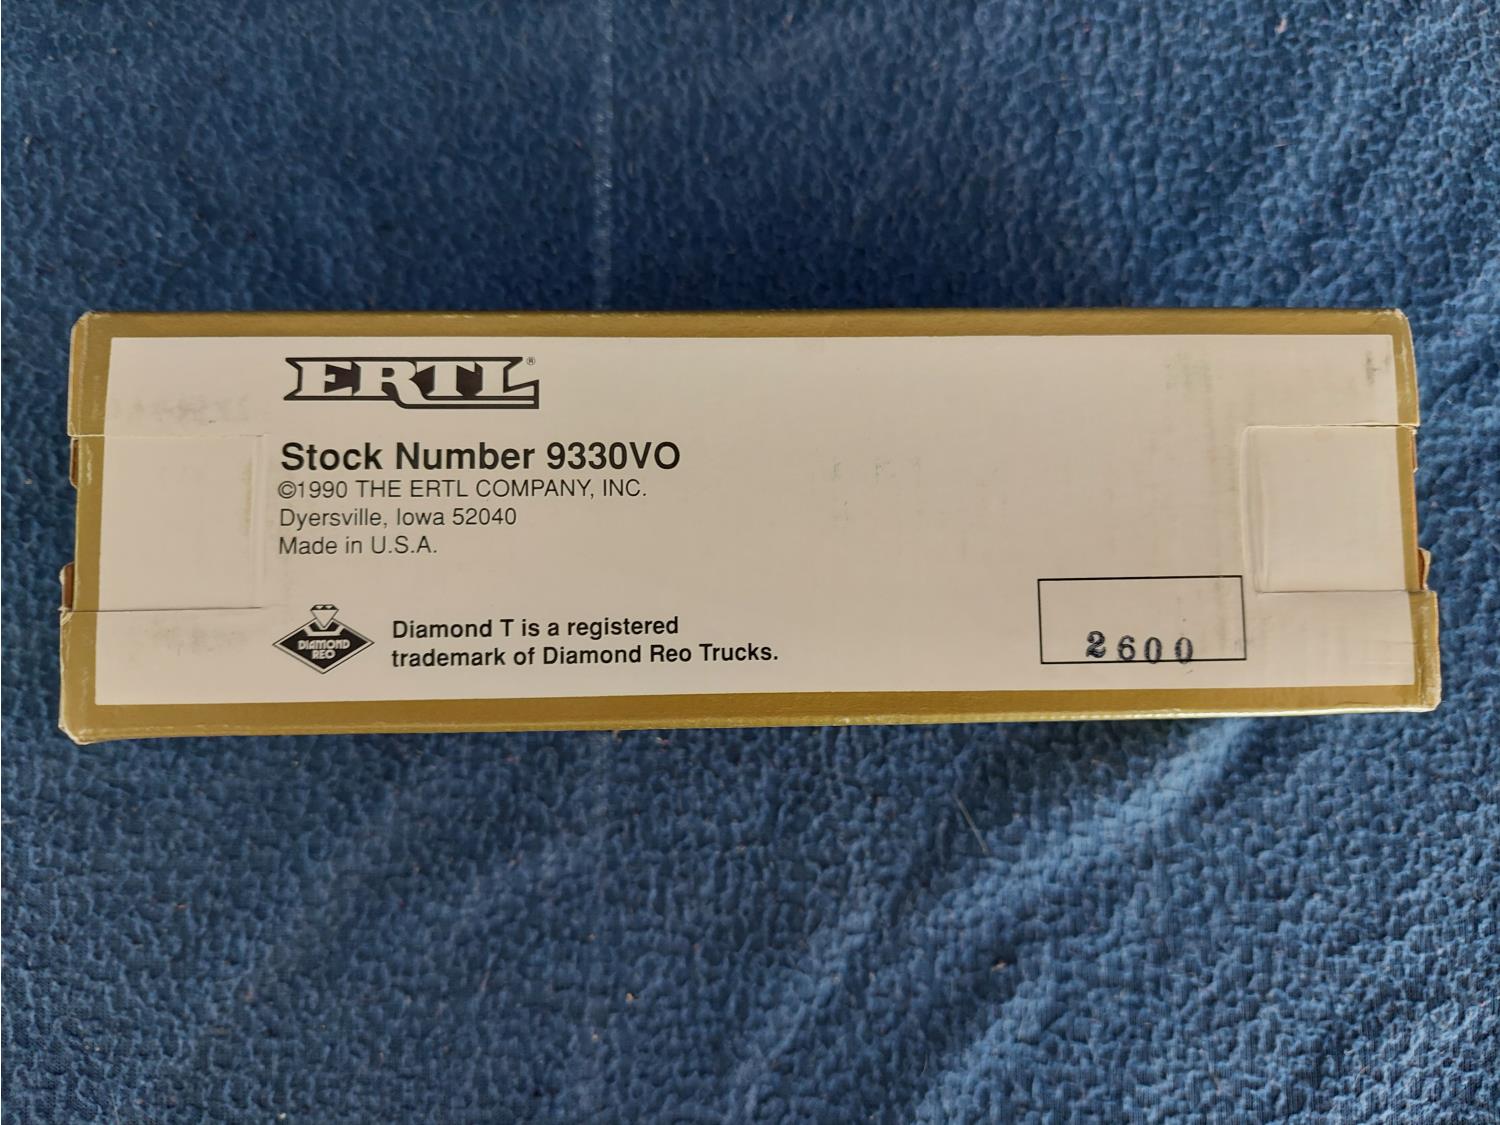 ERTL®
Stock Number 9330VO
©1990 THE ERTL COMPANY, INC.
Dyersville, Iowa 52040
Made in U.S.A.
DIAMOND
REO
Diamond T is a registered
trademark of Diamond Reo Trucks.
2600